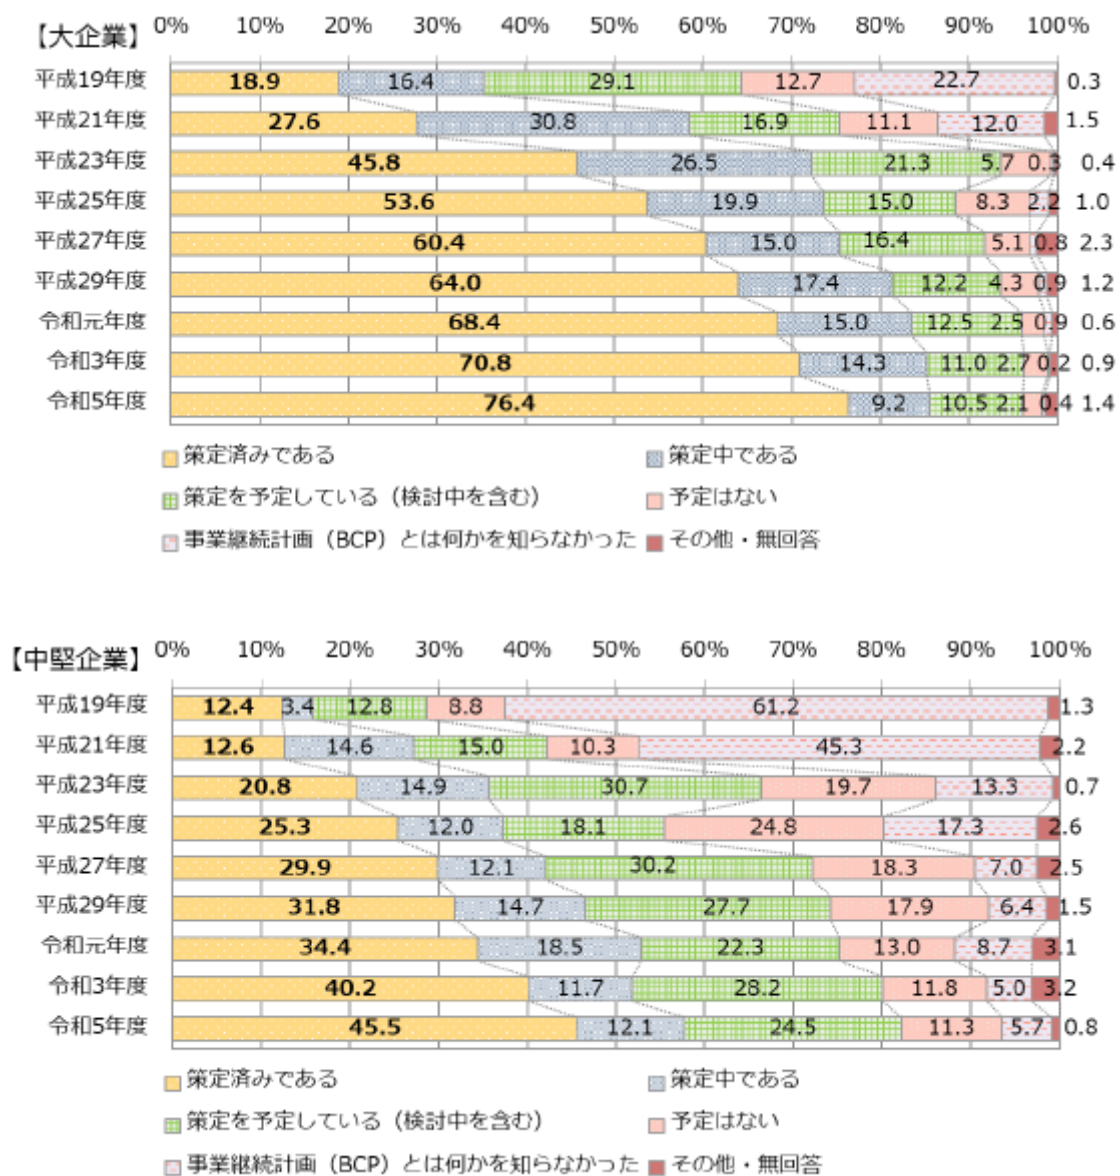 【大企業】 0% 10% 20% 30% 40% 50% 60% 70% 80% 90% 100%
平成19年度 18.9 16.4 29.1 12.7 22.7 0.3
平成21年度 27.6 30.8 16.9 11.1 12.0 1.5
平成23年度 45.8 26.5 21.3 5.7 0.3 0.4
平成25年度 53.6 19.9 15.0 8.3 2.2 1.0
平成27年度 60.4 15.0 16.4 5.1 0.8 2.3
平成29年度 64.0 17.4 12.2 4.3 0.9 1.2
令和元年度 68.4 15.0 12.5 2.5 0.9 0.6
令和3年度 70.8 14.3 11.0 2.7 0.2 0.9
令和5年度 76.4 9.2 10.5 2.1 0.4 1.4
策定済みである 策定中である
策定を予定している（検討中を含む） 予定はない
事業継続計画（BCP）とは何かを知らなかった その他・無回答
【中堅企業】 0% 10% 20% 30% 40% 50% 60% 70% 80% 90% 100%
平成19年度 12.4 3.4 12.8 8.8 61.2 1.3
平成21年度 12.6 14.6 15.0 10.3 45.3 2.2
平成23年度 20.8 14.9 30.7 19.7 13.3 0.7
平成25年度 25.3 12.0 18.1 24.8 17.3 2.6
平成27年度 29.9 12.1 30.2 18.3 7.0 2.5
平成29年度 31.8 14.7 27.7 17.9 6.4 1.5
令和元年度 34.4 18.5 22.3 13.0 8.7 3.1
令和3年度 40.2 11.7 28.2 11.8 5.0 3.2
令和5年度 45.5 12.1 24.5 11.3 5.7 0.8
策定済みである 策定中である
策定を予定している（検討中を含む） 予定はない
事業継続計画（BCP）とは何かを知らなかった その他・無回答